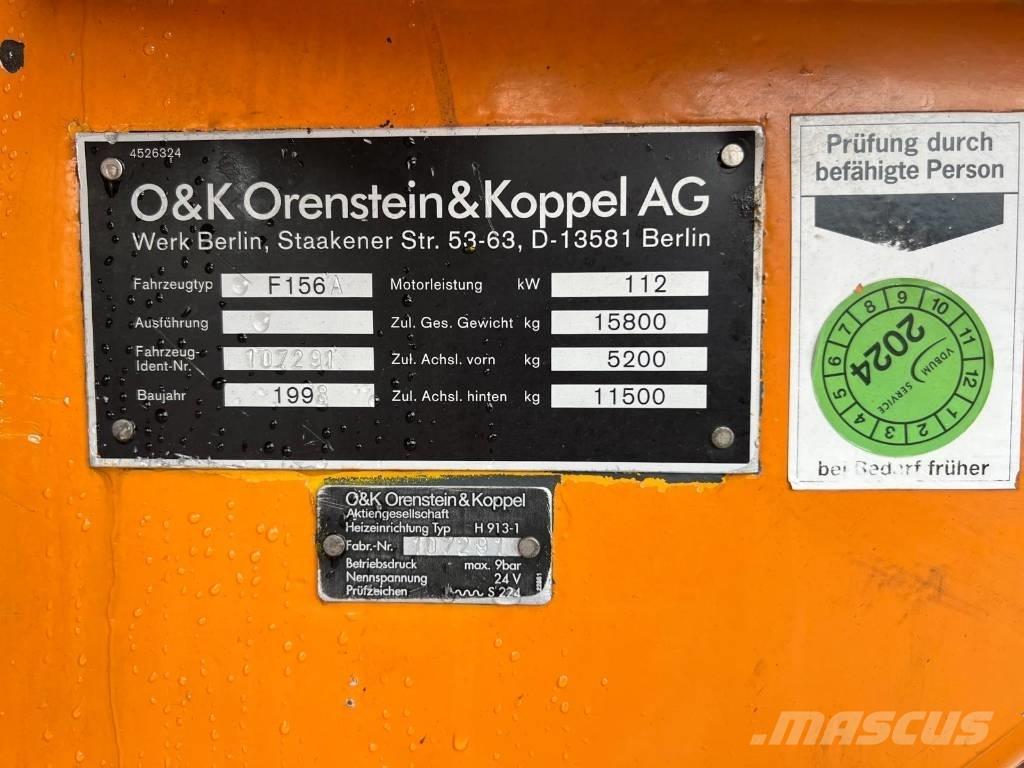 4526324
O&K Orenstein & Koppel AG
Werk Berlin, Staakener Str. 53-63, D-13581 Berlin
Fahrzeugtyp F156A Motorleistung kW 112
Ausführung Zul. Ges. Gewicht kg 15800
Fahrzeug-
Ident-Nr. 107291 Zul. Achsl. vorn kg 5200
Baujahr 1998 Zul. Achsl. hinten kg 11500
O&K Orenstein & Koppel
Aktiengesellschaft
Heizeinrichtung Typ H 913-1
Fabr.-Nr. 107291
Betriebsdruck max. 9bar
Nennspannung 24 V
Prüfzeichen S 224
Prüfung durch
befähigte Person
2024
VDBUM SERVICE
1 2 3 4 5 6 7 8 9 10 11 12
bei Bedarf früher
MASCUS